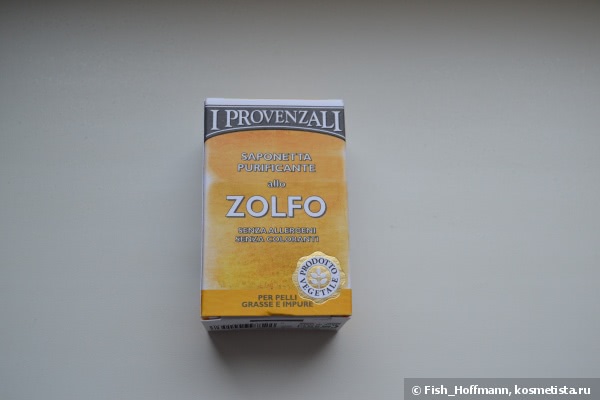 I PROVENZALI
SAPONETTA
PURIFICANTE
allo
ZOLFO
SENZA ALLERGENI
SENZA COLORANTI
PRODOTTO
VEGETALE
PER PELLI
GRASSE E IMPURE
© Fish_Hoffmann, kosmetista.ru